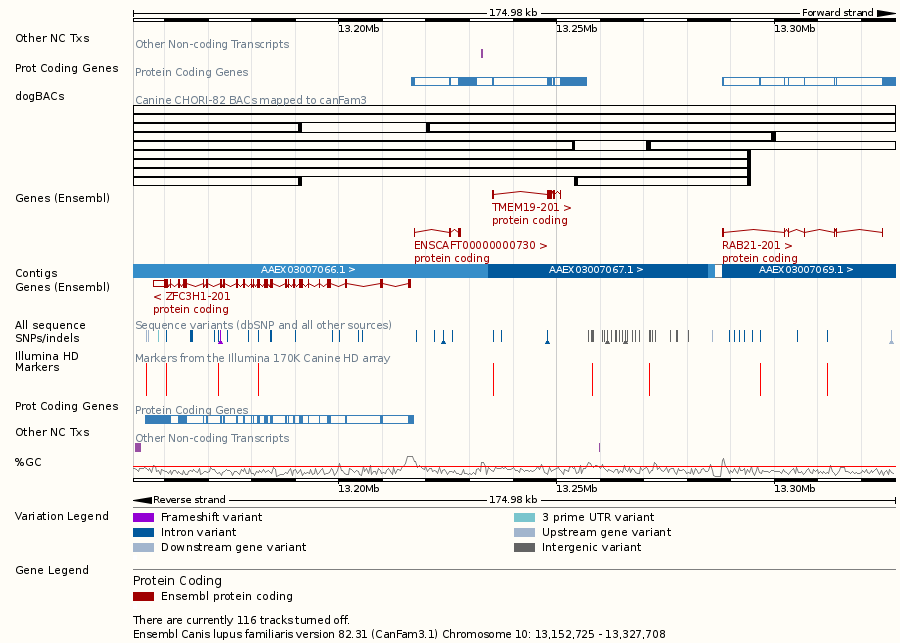 174.98 kb Forward strand
13.20Mb 13.25Mb 13.30Mb
Other NC Txs Other Non-coding Transcripts
Prot Coding Genes Protein Coding Genes
dogBACs Canine CHORI-82 BACs mapped to canFam3
Genes (Ensembl)
TMEM19-201 >
protein coding
ENSCAFT00000000730 > RAB21-201 >
protein coding protein coding
Contigs AAEX03007066.1 > AAEX03007067.1 > AAEX03007069.1 >
Genes (Ensembl)
< ZFC3H1-201
protein coding
All sequence SNPs/indels Sequence variants (dbSNP and all other sources)
Illumina HD Markers Markers from the Illumina 170K Canine HD array
Prot Coding Genes Protein Coding Genes
Other NC Txs Other Non-coding Transcripts
%GC
13.20Mb 13.25Mb 13.30Mb
Reverse strand 174.98 kb
Variation Legend Frameshift variant 3 prime UTR variant
Intron variant Upstream gene variant
Downstream gene variant Intergenic variant
Gene Legend
Protein Coding
Ensembl protein coding
There are currently 116 tracks turned off.
Ensembl Canis lupus familiaris version 82.31 (CanFam3.1) Chromosome 10: 13,152,725 - 13,327,708